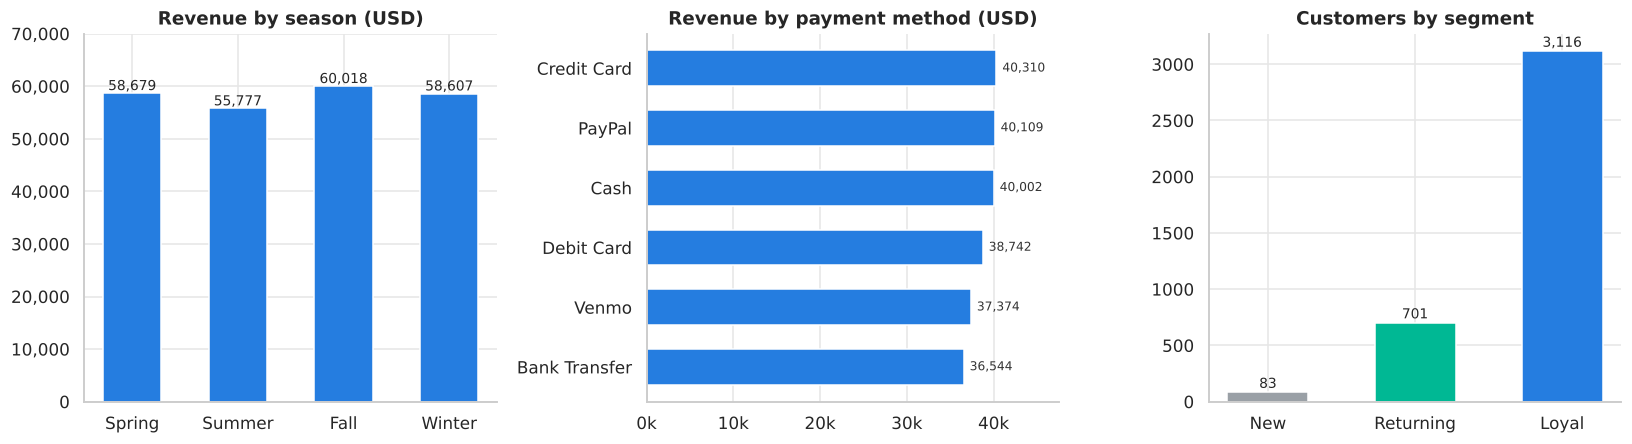 Revenue by season (USD)
70,000
60,000
50,000
40,000
30,000
20,000
10,000
0
58,679
55,777
60,018
58,607
Spring
Summer
Fall
Winter
Revenue by payment method (USD)
Credit Card
40,310
PayPal
40,109
Cash
40,002
Debit Card
38,742
Venmo
37,374
Bank Transfer
36,544
0k
10k
20k
30k
40k
Customers by segment
3000
2500
2000
1500
1000
500
0
83
701
3,116
New
Returning
Loyal